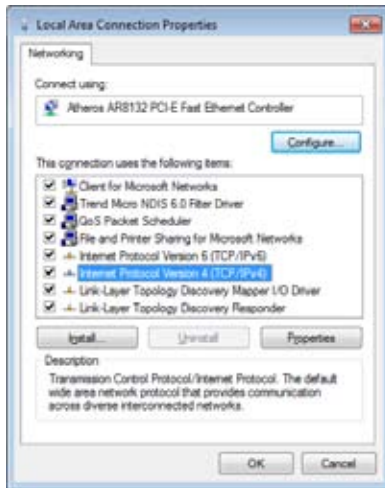 Local Area Connection Properties
Networking
Connect using:
Atheros AR8132 PCI-E Fast Ethernet Controller
Configure...
This connection uses the following items:
Client for Microsoft Networks
Trend Micro NDIS 6.0 Filter Driver
QoS Packet Scheduler
File and Printer Sharing for Microsoft Networks
Internet Protocol Version 6 (TCP/IPv6)
Internet Protocol Version 4 (TCP/IPv4)
Link-Layer Topology Discovery Mapper I/O Driver
Link-Layer Topology Discovery Responder
Install... Uninstall Properties
Description
Transmission Control Protocol/Internet Protocol. The default
wide area network protocol that provides communication
across diverse interconnected networks.
OK Cancel